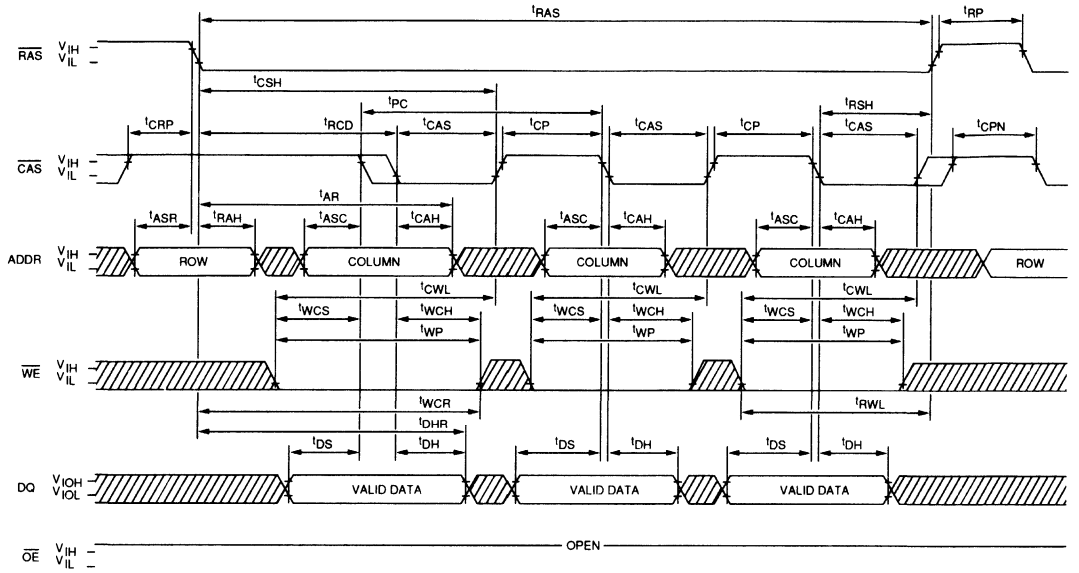 tRAS
tRP
RAS VIH VIL
tCSH
tPC
tRSH
tCRP tRCD tCAS tCP tCAS tCP tCAS tCPN
CAS VIH VIL
tAR
tASR tRAH tASC tCAH tASC tCAH tASC tCAH
ADDR VIH VIL ROW COLUMN COLUMN COLUMN ROW
tCWL tCWL tCWL
tWCS tWCH tWCS tWCH tWCS tWCH
tWP tWP tWP
WE VIH VIL
tWCR tRWL
tDHR
tDS tDH tDS tDH tDS tDH
DQ VIOH VIOL VALID DATA VALID DATA VALID DATA
OE VIH VIL OPEN